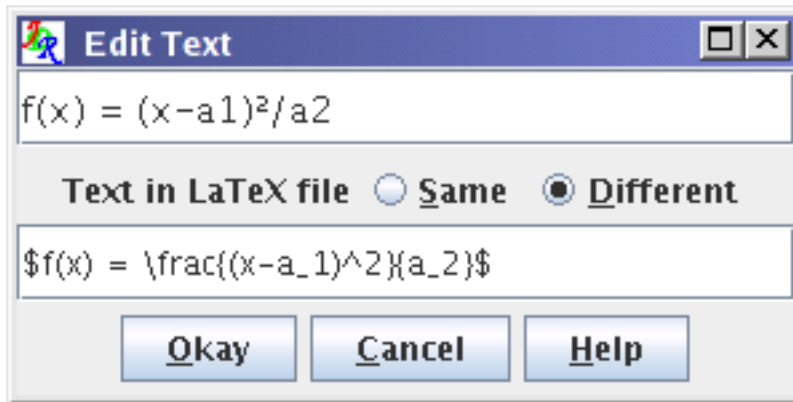 Edit Text
f(x) = (x-a1)²/a2
Text in LaTeX file Same Different
$f(x) = \frac{(x-a_1)^2}{a_2}$
Okay Cancel Help